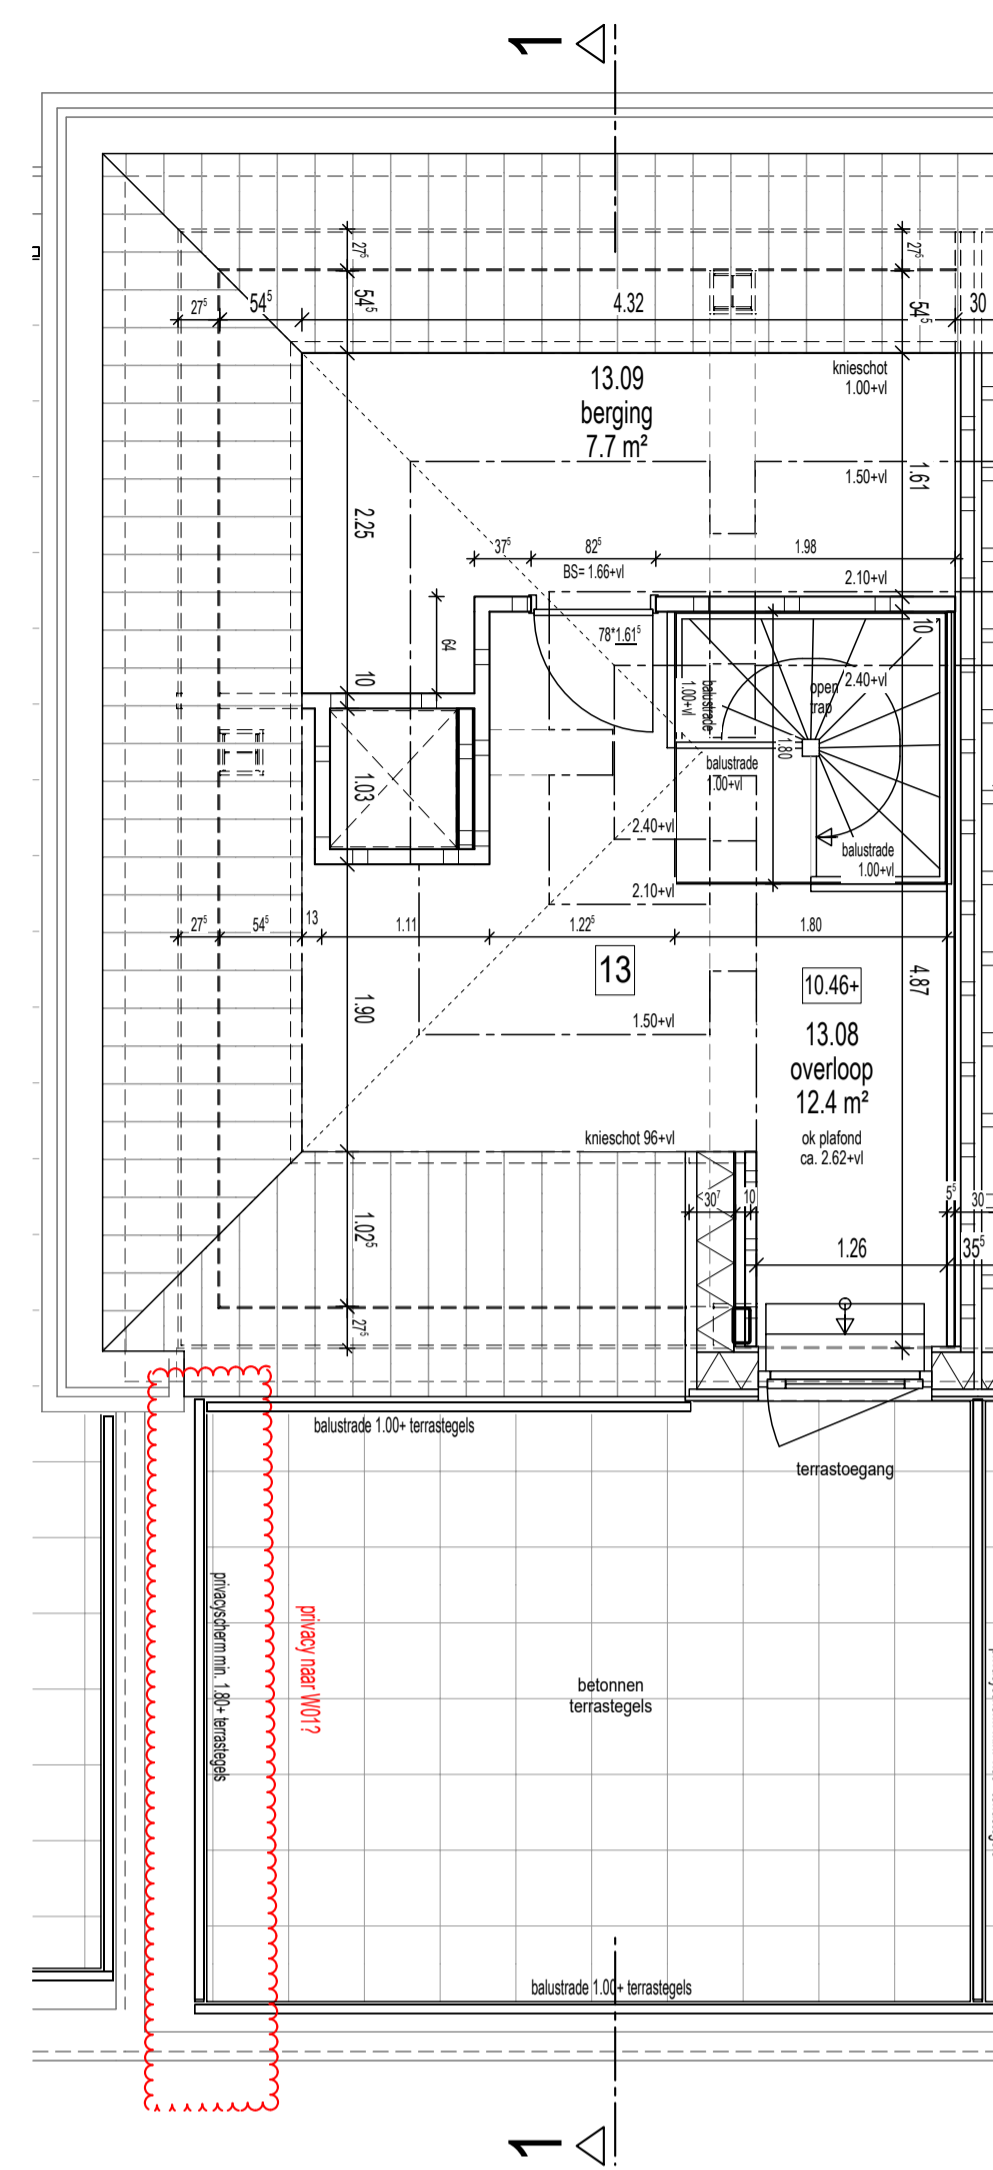 1
27⁵
27⁵
54⁵
54⁵
27⁵
54⁵
4.32
30
13.09
berging
7.7 m²
knieschot
1.00+vl
1.50+vl
1.61
2.25
37⁵
82⁵
1.98
BS= 1.66+vl
2.10+vl
10
78*1.61⁵
64
10
2.40+vl
open
trap
balustrade
1.00+vl
1.80
balustrade
1.00+vl
1.03
2.40+vl
balustrade
1.00+vl
2.10+vl
27⁵
54⁵
13
1.11
1.22⁵
1.80
13
10.46+
4.87
1.90
1.50+vl
13.08
overloop
12.4 m²
knieschot 96+vl
ok plafond
ca. 2.62+vl
30⁷
10
5⁵
30
1.02⁵
1.26
35⁵
27⁵
balustrade 1.00+ terrastegels
terrastoegang
privacyscherm min. 1.80+ terrastegels
privacy naar W01?
betonnen
terrastegels
balustrade 1.00+ terrastegels
1